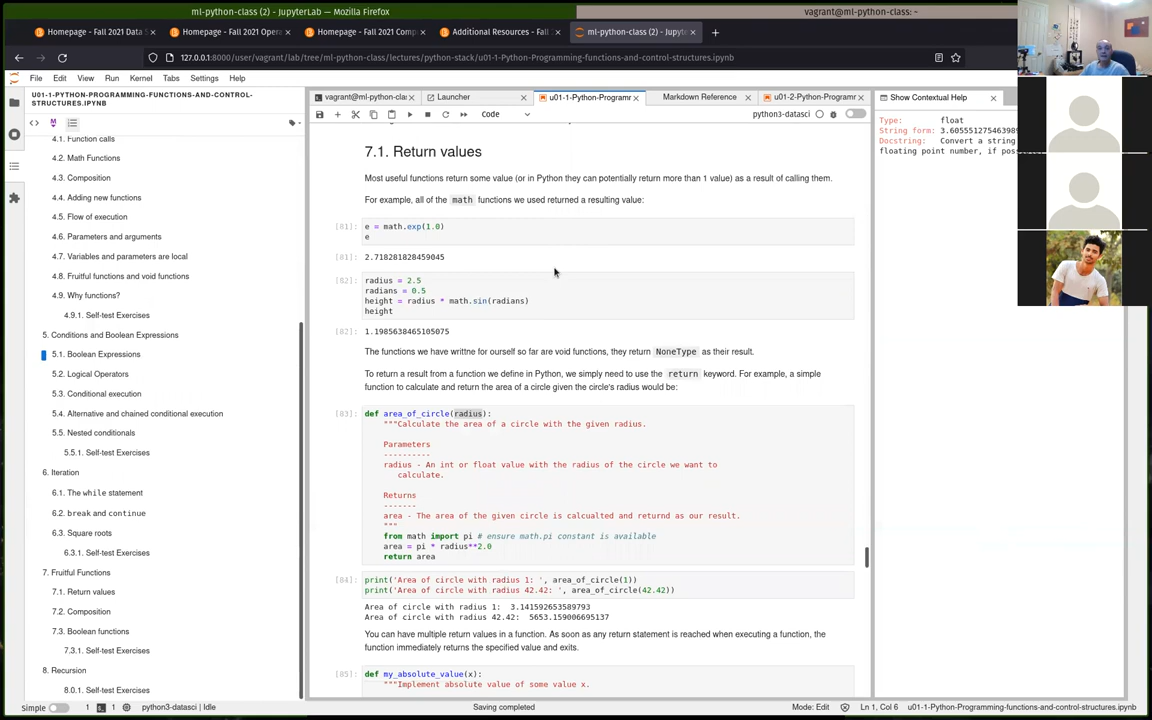 ml-python-class (2) - JupyterLab — Mozilla Firefox
vagrant@ml-python-class: ~
Homepage - Fall 2021 Data S
Homepage - Fall 2021 Opera
Homepage - Fall 2021 Comp
Additional Resources - Fall
ml-python-class (2) - Jupyte
127.0.0.1:8000/user/vagrant/lab/tree/ml-python-class/lectures/python-stack/u01-1-Python-Programming-functions-and-control-structures.ipynb
File Edit View Run Kernel Tabs Settings Help
U01-1-PYTHON-PROGRAMMING-FUNCTIONS-AND-CONTROL-
STRUCTURES.IPYNB
4.1. Function calls
4.2. Math Functions
4.3. Composition
4.4. Adding new functions
4.5. Flow of execution
4.6. Parameters and arguments
4.7. Variables and parameters are local
4.8. Fruitful functions and void functions
4.9. Why functions?
4.9.1. Self-test Exercises
5. Conditions and Boolean Expressions
5.1. Boolean Expressions
5.2. Logical Operators
5.3. Conditional execution
5.4. Alternative and chained conditional execution
5.5. Nested conditionals
5.5.1. Self-test Exercises
6. Iteration
6.1. The while statement
6.2. break and continue
6.3. Square roots
6.3.1. Self-test Exercises
7. Fruitful Functions
7.1. Return values
7.2. Composition
7.3. Boolean functions
7.3.1. Self-test Exercises
8. Recursion
8.0.1. Self-test Exercises
vagrant@ml-python-cla
Launcher
u01-1-Python-Programr
Markdown Reference
u01-2-Python-Programm
Code
python3-datasci
7.1. Return values
Most useful functions return some value (or in Python they can potentially return more than 1 value) as a result of calling them.
For example, all of the math functions we used returned a resulting value:
[81]: e = math.exp(1.0)
e
[81]: 2.718281828459045
[82]: radius = 2.5
radians = 0.5
height = radius * math.sin(radians)
height
[82]: 1.1985638465105075
The functions we have writtne for ourself so far are void functions, they return NoneType as their result.
To return a result from a function we define in Python, we simply need to use the return keyword. For example, a simple
function to calculate and return the area of a circle given the circle's radius would be:
[83]: def area_of_circle(radius):
"""Calculate the area of a circle with the given radius.
Parameters
----------
radius - An int or float value with the radius of the circle we want to
calculate.
Returns
-------
area - The area of the given circle is calcualted and returnd as our result.
"""
from math import pi # ensure math.pi constant is available
area = pi * radius**2.0
return area
[84]: print('Area of circle with radius 1: ', area_of_circle(1))
print('Area of circle with radius 42.42: ', area_of_circle(42.42))
Area of circle with radius 1:  3.141592653589793
Area of circle with radius 42.42:  5653.159006695137
You can have multiple return values in a function. As soon as any return statement is reached when executing a function, the
function immediately returns the specified value and exits.
[85]: def my_absolute_value(x):
"""Implement absolute value of some value x.
Show Contextual Help
Type: float
String form: 3.605551275463989
Docstring: Convert a string
floating point number, if pos
Simple 1 1 python3-datasci | Idle
Saving completed
Mode: Edit
Ln 1, Col 6
u01-1-Python-Programming-functions-and-control-structures.ipynb